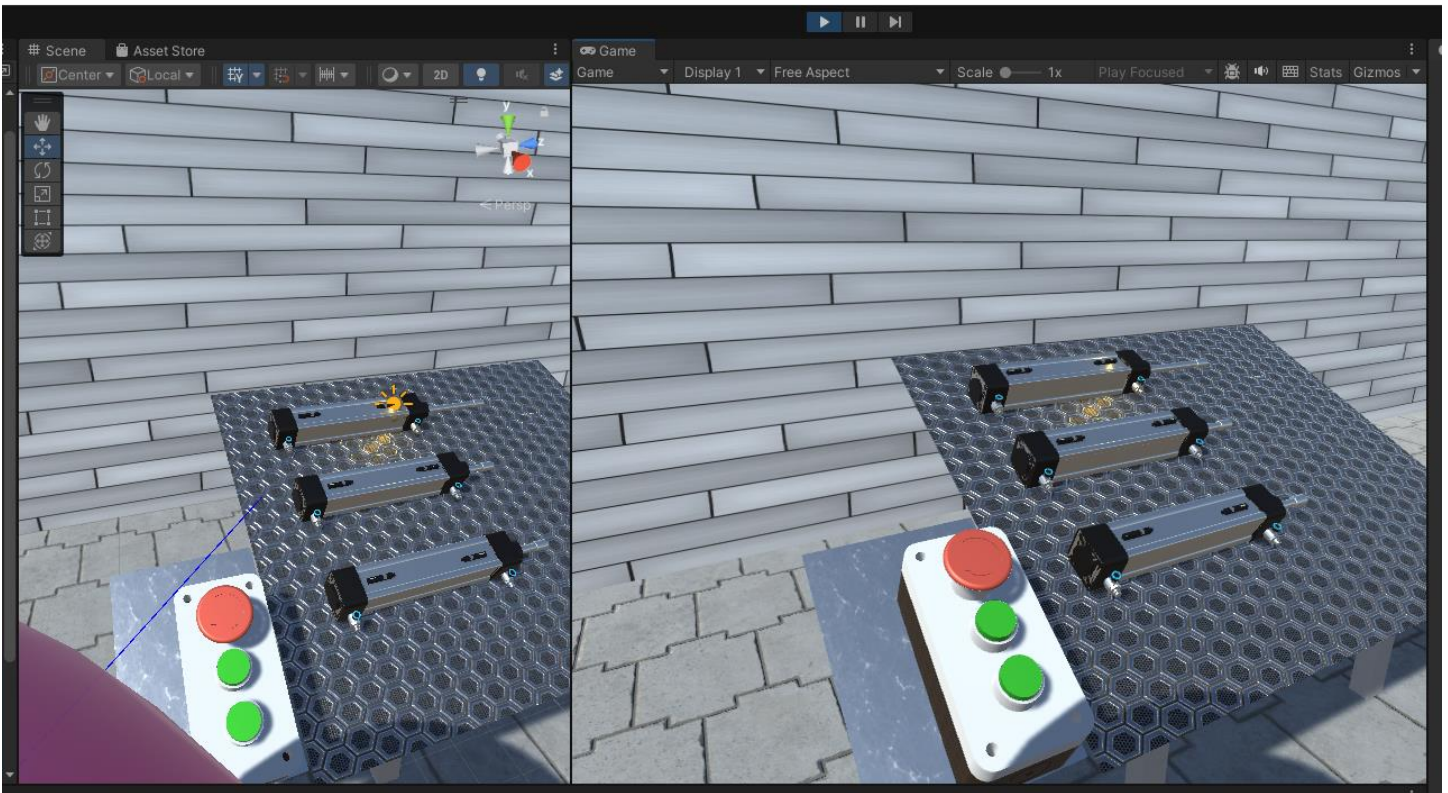 Scene
Asset Store
Center
Local
2D
y
z
x
Persp
Game
Game
Display 1
Free Aspect
Scale
1x
Play Focused
Stats
Gizmos